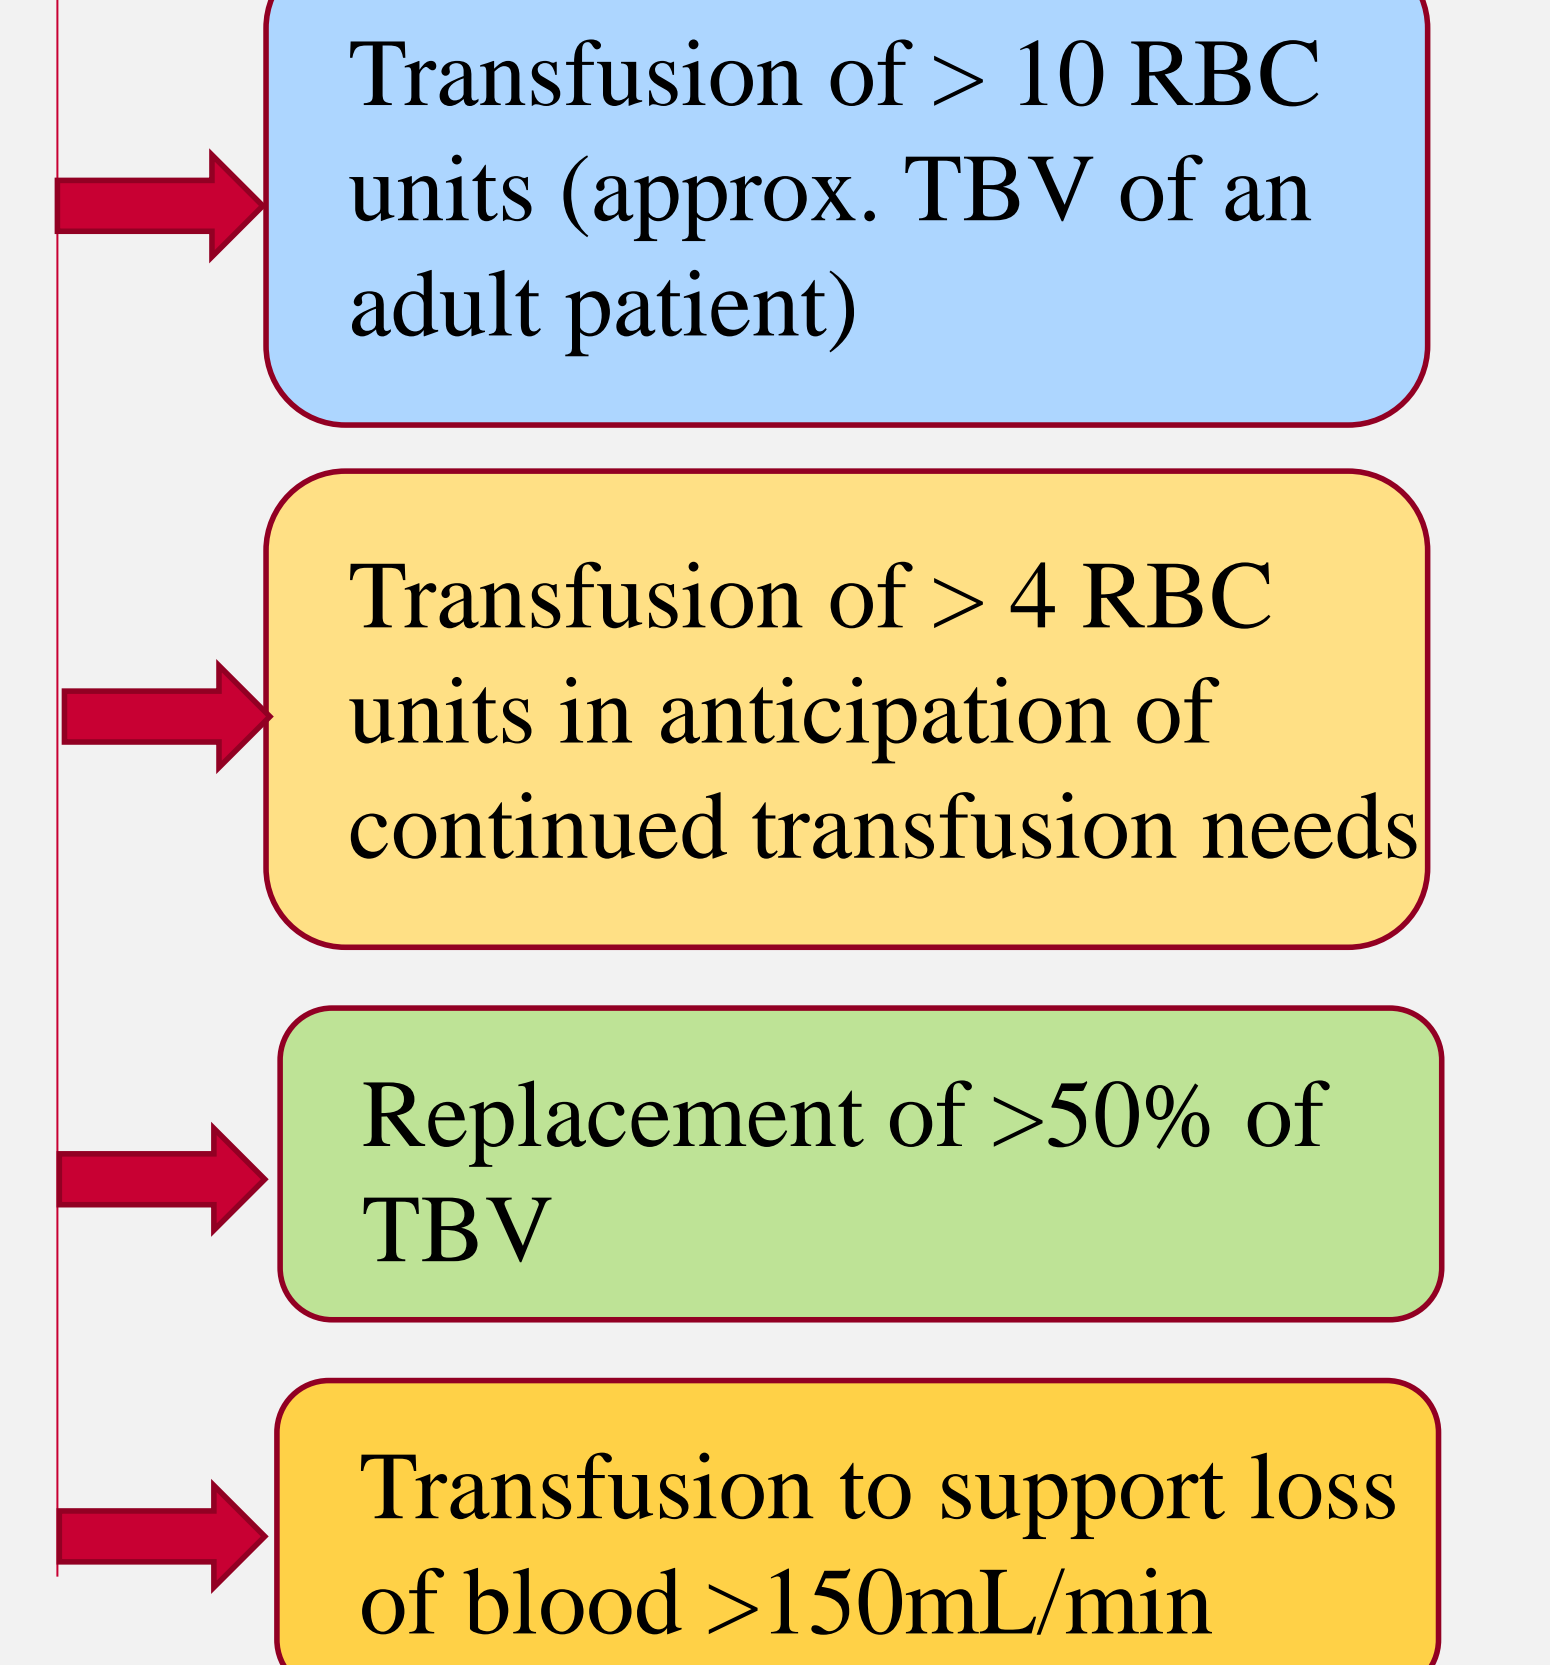 Transfusion of > 10 RBC
units (approx. TBV of an
adult patient)
Transfusion of > 4 RBC
units in anticipation of
continued transfusion needs
Replacement of >50% of
TBV
Transfusion to support loss
of blood >150mL/min